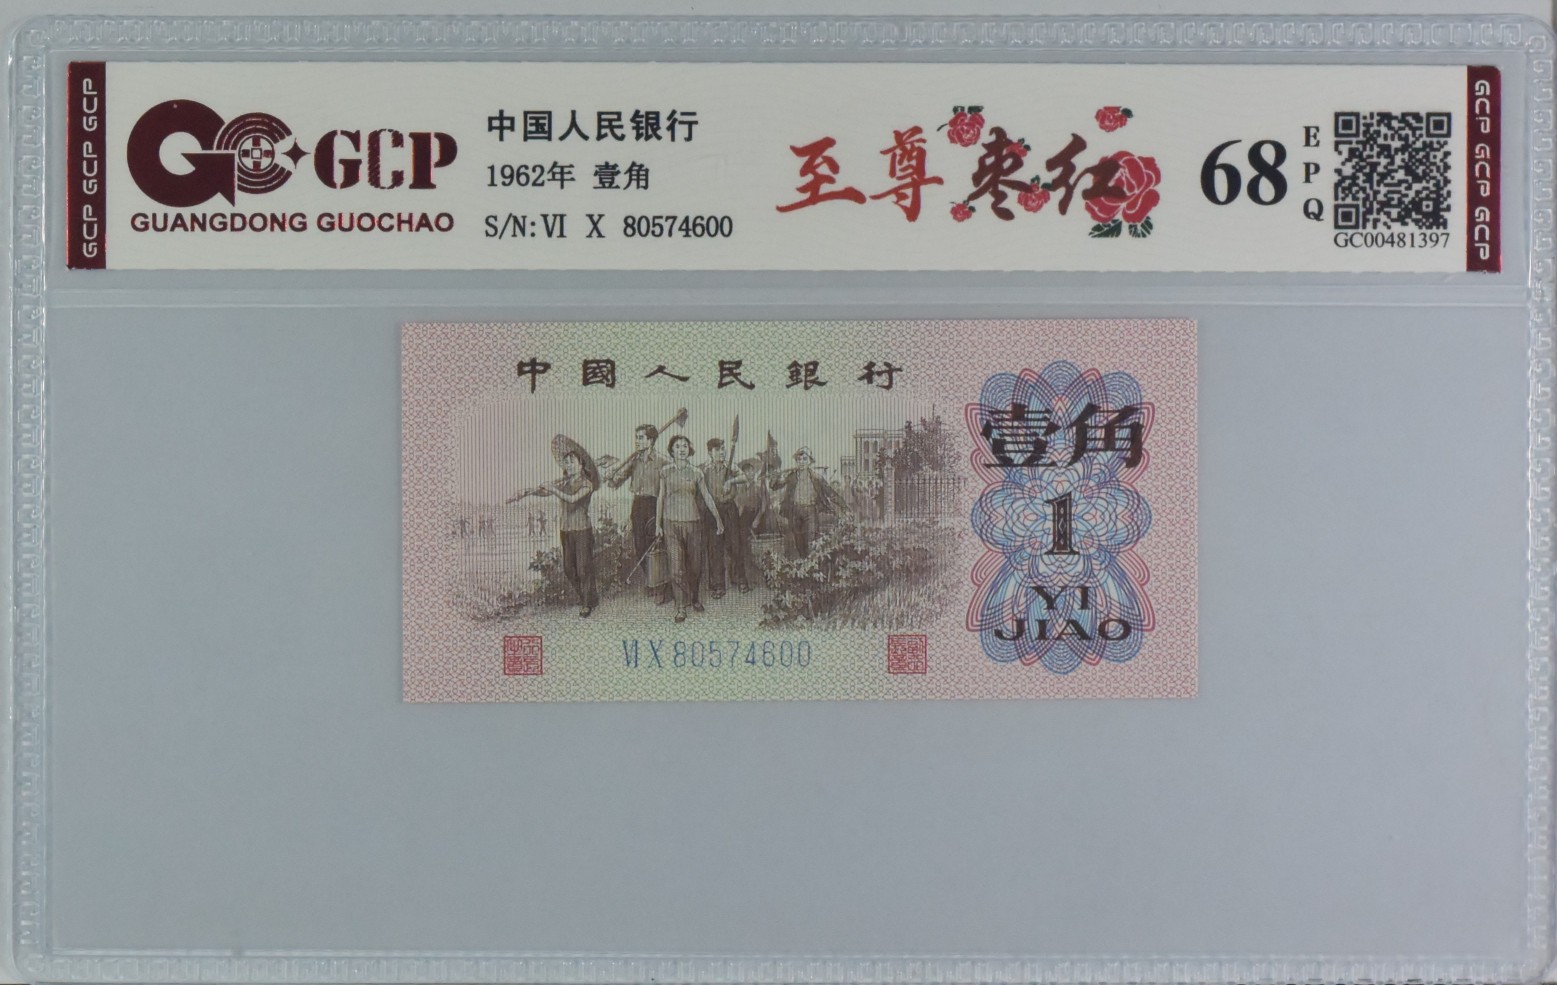 GCP GCP GCP
GCP
GUANGDONG GUOCHAO
中国人民银行
1962年 壹角
S/N:VI X 80574600
至尊枣红
68
EPQ
GC00481397
GCP GCP GCP
中國人民銀行
壹角
1
YI
JIAO
VI X 80574600